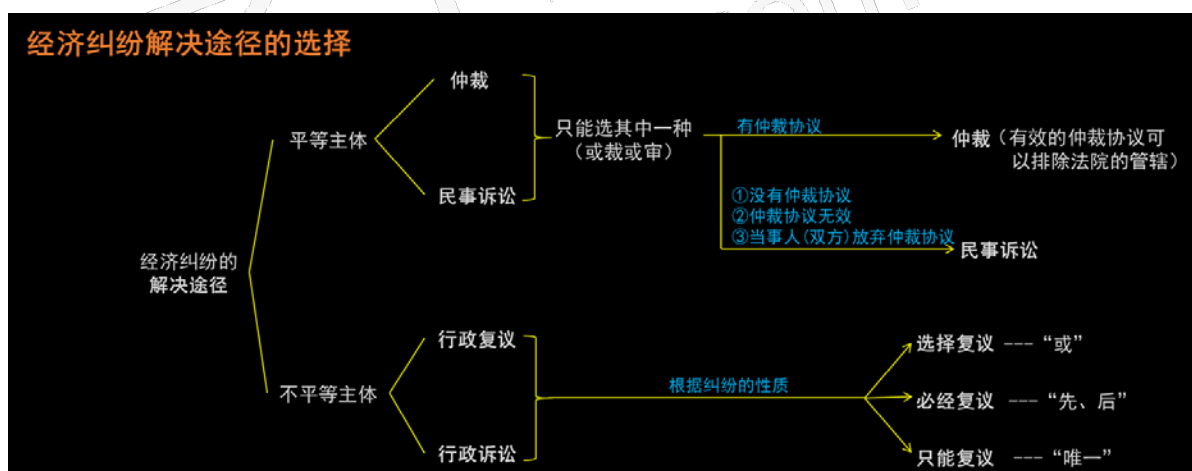 经济纠纷解决途径的选择
仲裁
平等主体
只能选其中一种
（或裁或审）
有仲裁协议
仲裁（有效的仲裁协议可
以排除法院的管辖）
民事诉讼
①没有仲裁协议
②仲裁协议无效
③当事人(双方)放弃仲裁协议
民事诉讼
经济纠纷的
解决途径
行政复议
不平等主体
行政诉讼
根据纠纷的性质
选择复议 --- “或”
必经复议 --- “先、后”
只能复议 --- “唯一”